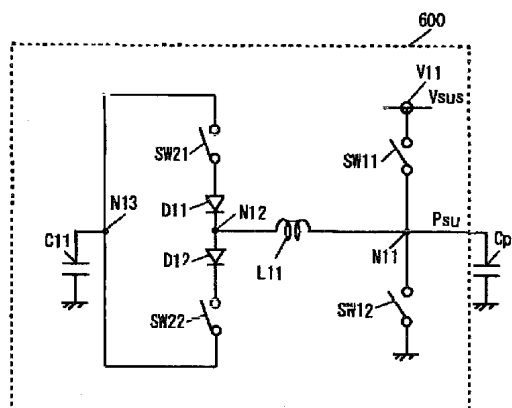 600
V11
Vsus
SW21
SW11
N13
D11
N12
Psu
C11
D12
L11
N11
Cp
SW22
SW12